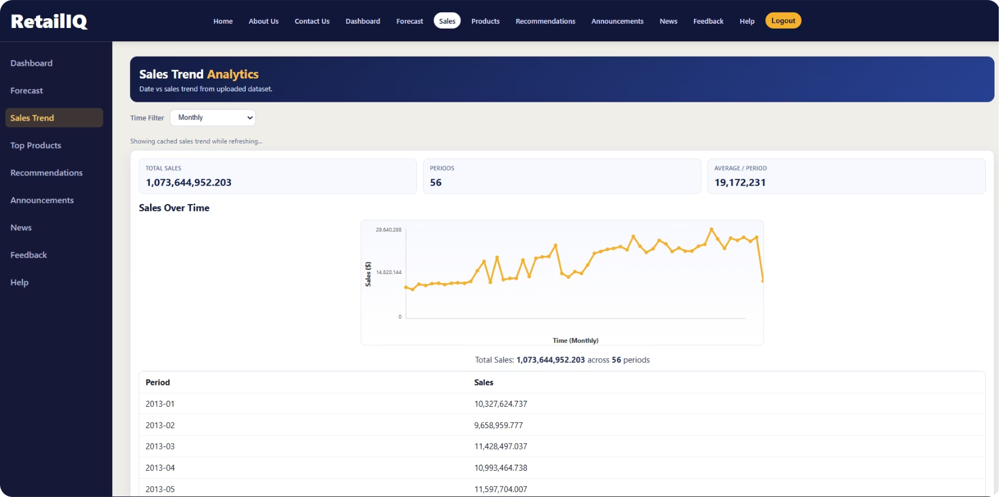 RetailIQ
Home About Us Contact Us Dashboard Forecast Sales Products Recommendations Announcements News Feedback Help Logout
Dashboard
Forecast
Sales Trend
Top Products
Recommendations
Announcements
News
Feedback
Help
Sales Trend Analytics
Date vs sales trend from uploaded dataset.
Time Filter Monthly
Showing cached sales trend while refreshing...
TOTAL SALES
1,073,644,952.203
PERIODS
56
AVERAGE / PERIOD
19,172,231
Sales Over Time
29,640,288
14,820,144
0
Sales ($)
Time (Monthly)
Total Sales: 1,073,644,952.203 across 56 periods
Period Sales
2013-01 10,327,624.737
2013-02 9,658,959.777
2013-03 11,428,497.037
2013-04 10,993,464.738
2013-05 11,597,704.007